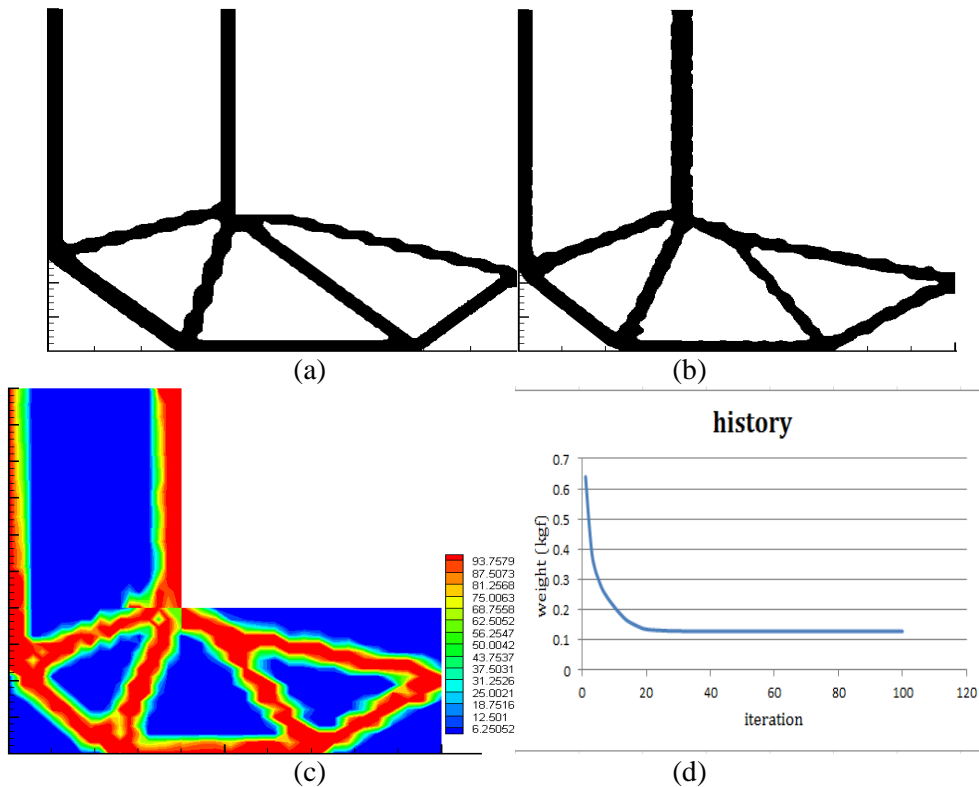 (a)
(b)
93.7579
87.5073
81.2568
75.0063
68.7558
62.5052
56.2547
50.0042
43.7537
37.5031
31.2526
25.0021
18.7516
12.501
6.25052
(c)
history
weight (kgf)
0.7
0.6
0.5
0.4
0.3
0.2
0.1
0
0 20 40 60 80 100 120
iteration
(d)